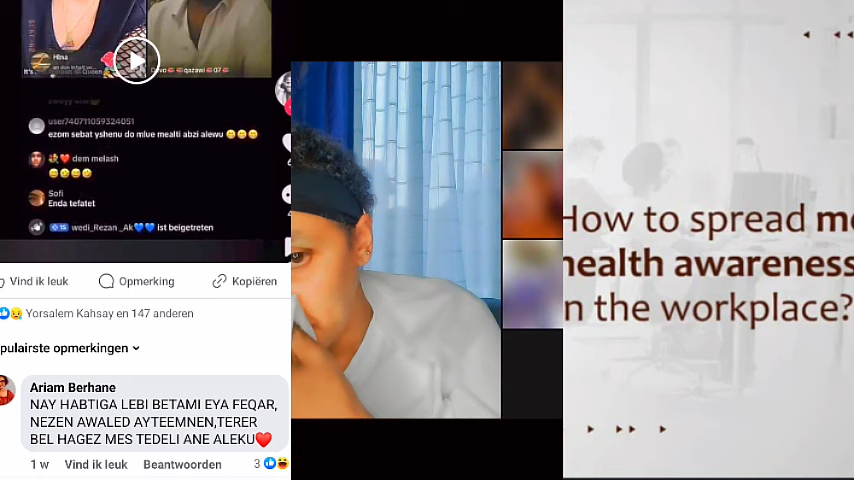 Hina
qazawi 07
user740711059324051
ezom sebat yshenu do mlue mealti abzi alewu
dem melash
Sofi
Enda tefatet
15 wedi_Rezan_Ak ist beigetreten
Vind ik leuk Opmerking Kopiëren
Yorsalem Kahsay en 147 anderen
pulairste opmerkingen
Ariam Berhane
NAY HABTIGA LEBI BETAMI EYA FEQAR,
NEZEN AWALED AYTEEMNEN,TERER
BEL HAGEZ MES TEDELI ANE ALEKU
1 w Vind ik leuk Beantwoorden 3
How to spread m
health awareness
n the workplace?